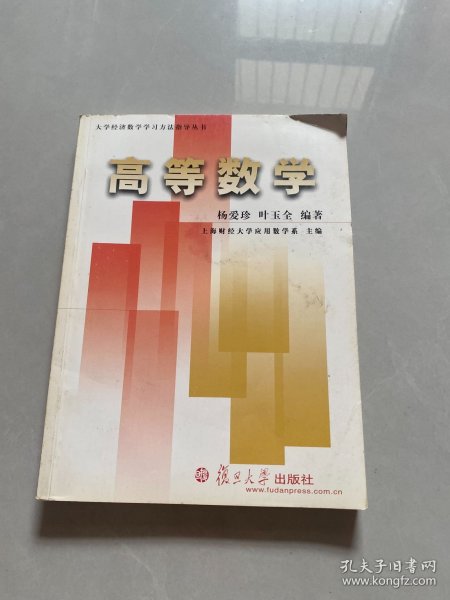 大学经济数学学习方法指导丛书
高等数学
杨爱珍 叶玉全 编著
上海财经大学应用数学系 主编
復旦大學出版社
www.fudanpress.com.cn
孔夫子旧书网
www.kongfz.com